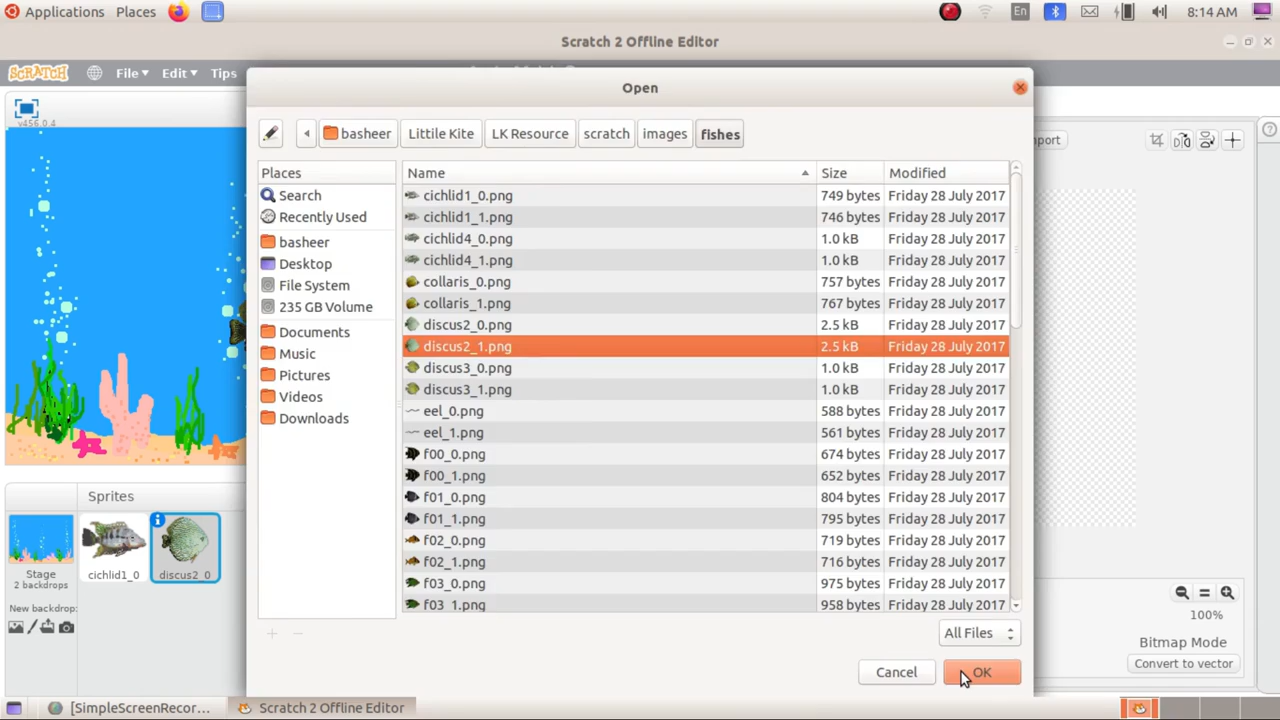 Applications Places En 8:14 AM
Scratch 2 Offline Editor
SCRATCH File▾ Edit▾ Tips
Open
v456.0.4
basheer Littile Kite LK Resource scratch images fishes
port
Places
Search
Recently Used
basheer
Desktop
File System
235 GB Volume
Documents
Music
Pictures
Videos
Downloads
Name Size Modified
cichlid1_0.png 749 bytes Friday 28 July 2017
cichlid1_1.png 746 bytes Friday 28 July 2017
cichlid4_0.png 1.0 kB Friday 28 July 2017
cichlid4_1.png 1.0 kB Friday 28 July 2017
collaris_0.png 757 bytes Friday 28 July 2017
collaris_1.png 767 bytes Friday 28 July 2017
discus2_0.png 2.5 kB Friday 28 July 2017
discus2_1.png 2.5 kB Friday 28 July 2017
discus3_0.png 1.0 kB Friday 28 July 2017
discus3_1.png 1.0 kB Friday 28 July 2017
eel_0.png 588 bytes Friday 28 July 2017
eel_1.png 561 bytes Friday 28 July 2017
f00_0.png 674 bytes Friday 28 July 2017
f00_1.png 652 bytes Friday 28 July 2017
f01_0.png 804 bytes Friday 28 July 2017
f01_1.png 795 bytes Friday 28 July 2017
f02_0.png 719 bytes Friday 28 July 2017
f02_1.png 716 bytes Friday 28 July 2017
f03_0.png 975 bytes Friday 28 July 2017
f03_1.png 958 bytes Friday 28 July 2017
All Files
Cancel OK
Sprites
Stage
2 backdrops
cichlid1_0
discus2_0
New backdrop:
100%
Bitmap Mode
Convert to vector
[SimpleScreenRecor... Scratch 2 Offline Editor